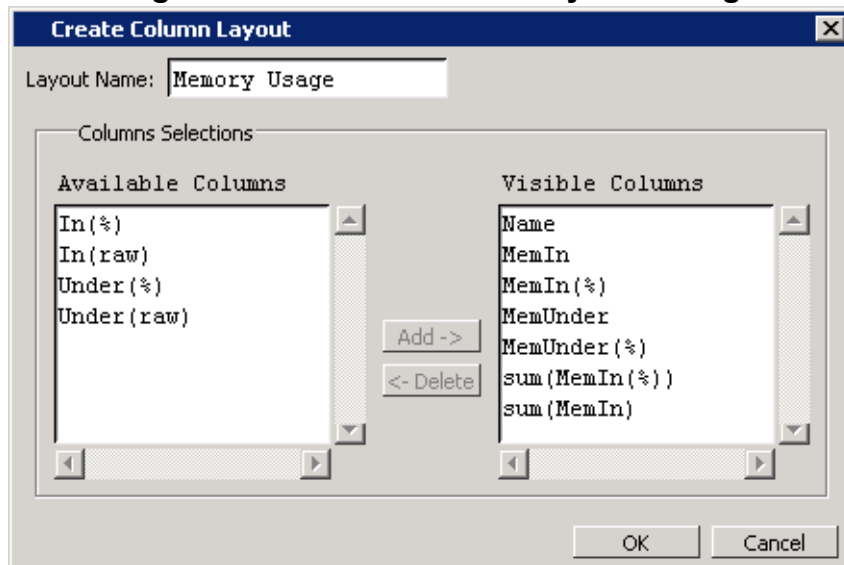 Create Column Layout
Layout Name: Memory Usage
Columns Selections
Available Columns
In(%)
In(raw)
Under(%)
Under(raw)
Add ->
<- Delete
Visible Columns
Name
MemIn
MemIn(%)
MemUnder
MemUnder(%)
sum(MemIn(%))
sum(MemIn)
OK
Cancel